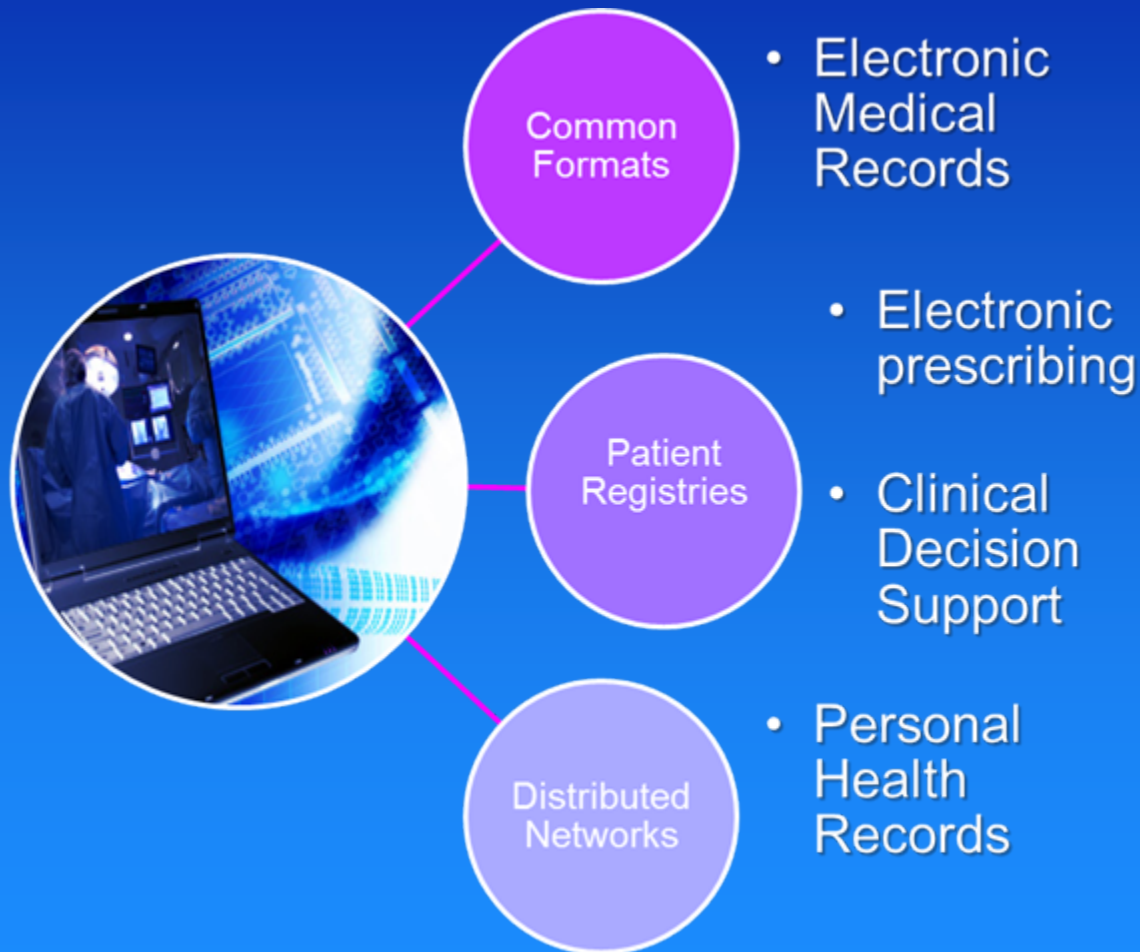 Common
Formats
• Electronic
Medical
Records
Patient
Registries
• Electronic
prescribing
• Clinical
Decision
Support
Distributed
Networks
• Personal
Health
Records